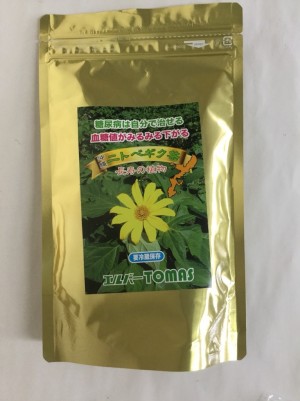 糖尿病は自分で治せる
血糖値がみるみる下がる
ニトベギク茶
要冷蔵保存
エルバーTOMAS